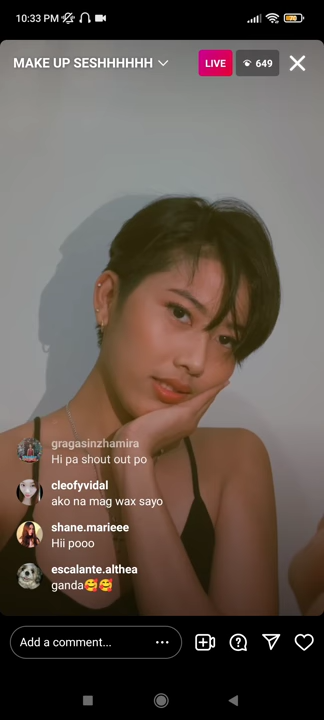 10:33 PM
MAKE UP SESHHHHHH
LIVE
649
gragasinzhamira
Hi pa shout out po
cleofyvidal
ako na mag wax sayo
shane.marieee
Hii pooo
escalante.althea
ganda🥰🥰
Add a comment...